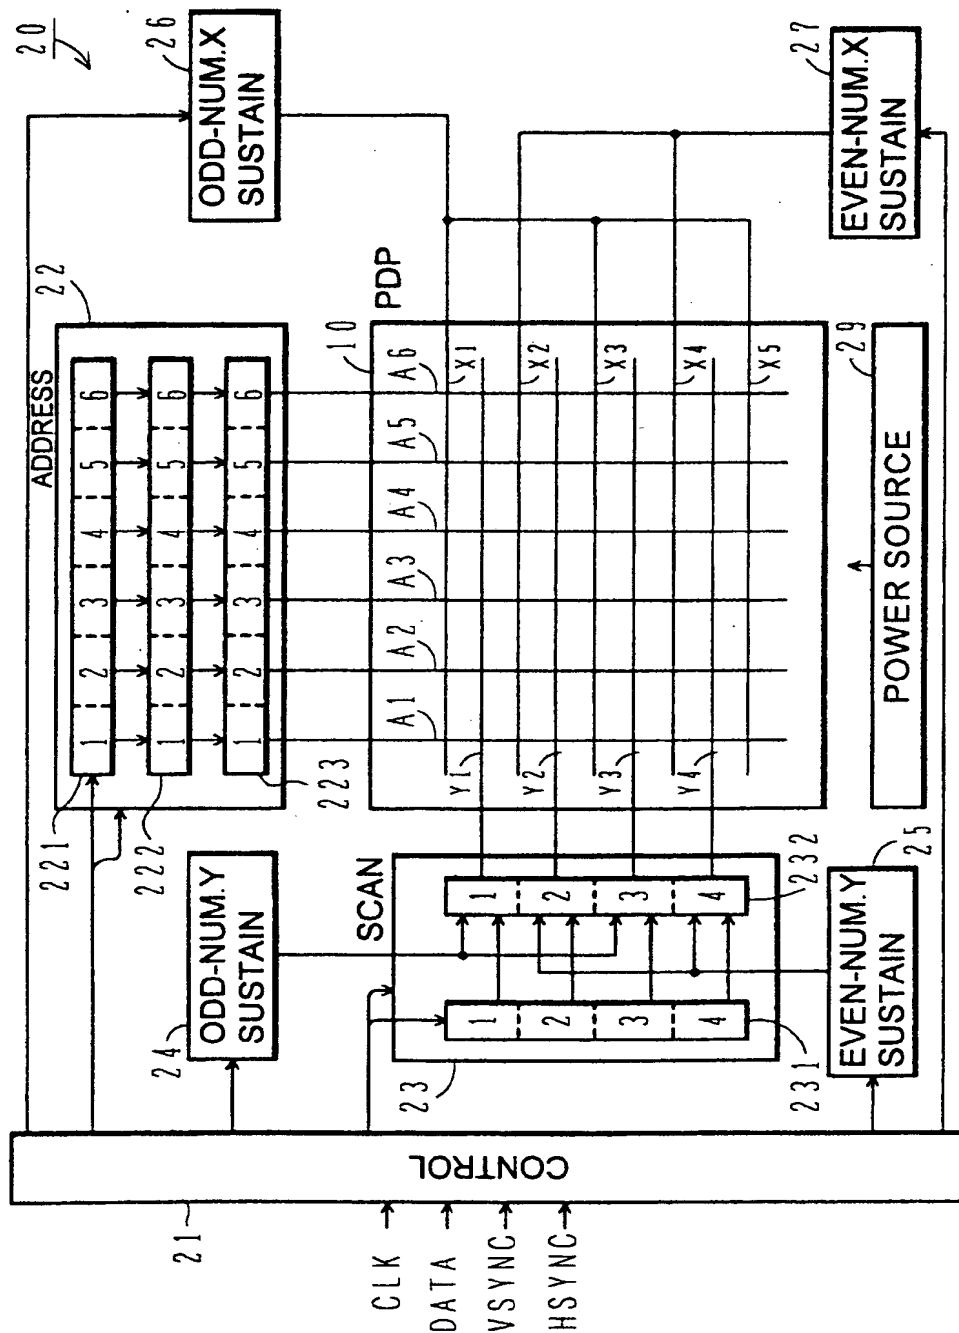 20
26
ODD-NUM.X
SUSTAIN
27
EVEN-NUM.X
SUSTAIN
22
ADDRESS
1 2 3 4 5 6
1 2 3 4 5 6
1 2 3 4 5 6
221
222
223
PDP
10
A1 A2 A3 A4 A5 A6
X1
X2
X3
X4
X5
Y1
Y2
Y3
Y4
29
POWER SOURCE
24
ODD-NUM.Y
SUSTAIN
SCAN
23
1 2 3 4
231
1 2 3 4
232
25
EVEN-NUM.Y
SUSTAIN
21
CONTROL
CLK
DATA
VSYNC
HSYNC